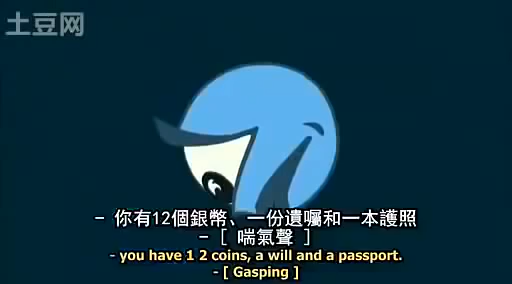 土豆网
- 你有12個銀幣、一份遺囑和一本護照
- [ 喘氣聲 ]
- you have 1 2 coins, a will and a passport.
- [ Gasping ]